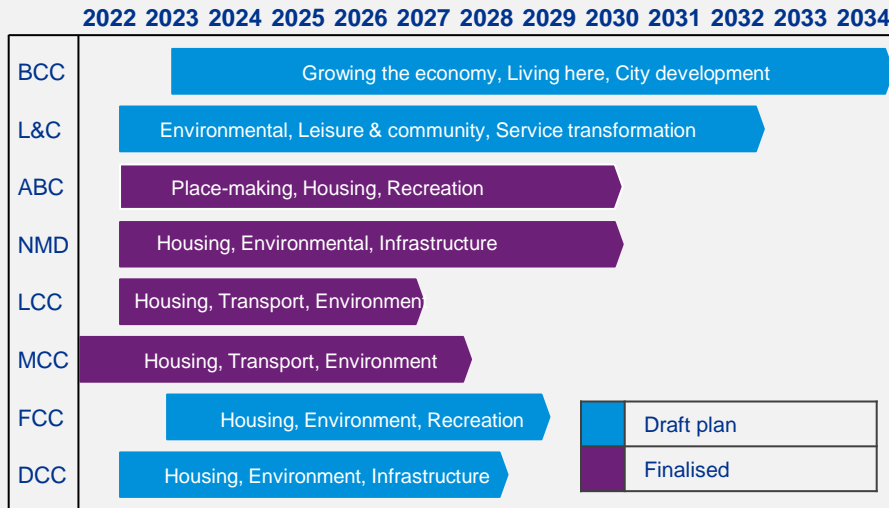 2022 2023 2024 2025 2026 2027 2028 2029 2030 2031 2032 2033 2034
BCC Growing the economy, Living here, City development
L&C Environmental, Leisure & community, Service transformation
ABC Place-making, Housing, Recreation
NMD Housing, Environmental, Infrastructure
LCC Housing, Transport, Environment
MCC Housing, Transport, Environment
FCC Housing, Environment, Recreation
DCC Housing, Environment, Infrastructure
Draft plan
Finalised